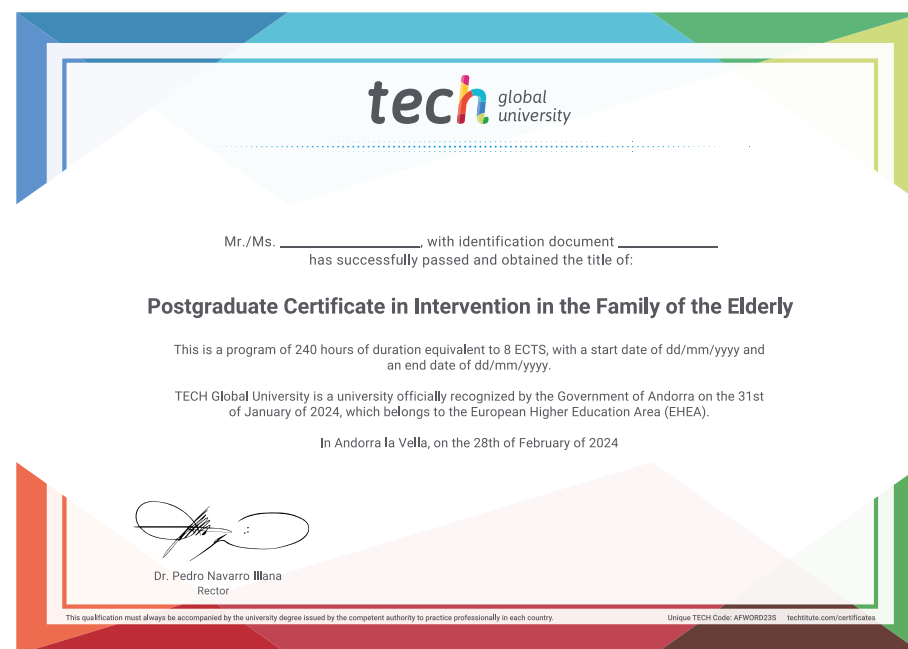 tech global university
Mr./Ms. ____________________, with identification document ______________
has successfully passed and obtained the title of:
Postgraduate Certificate in Intervention in the Family of the Elderly
This is a program of 240 hours of duration equivalent to 8 ECTS, with a start date of dd/mm/yyyy and
an end date of dd/mm/yyyy.
TECH Global University is a university officially recognized by the Government of Andorra on the 31st
of January of 2024, which belongs to the European Higher Education Area (EHEA).
In Andorra la Vella, on the 28th of February of 2024
Dr. Pedro Navarro Illana
Rector
This qualification must always be accompanied by the university degree issued by the competent authority to practice professionally in each country. Unique TECH Code: AFWORD23S techtitute.com/certificates